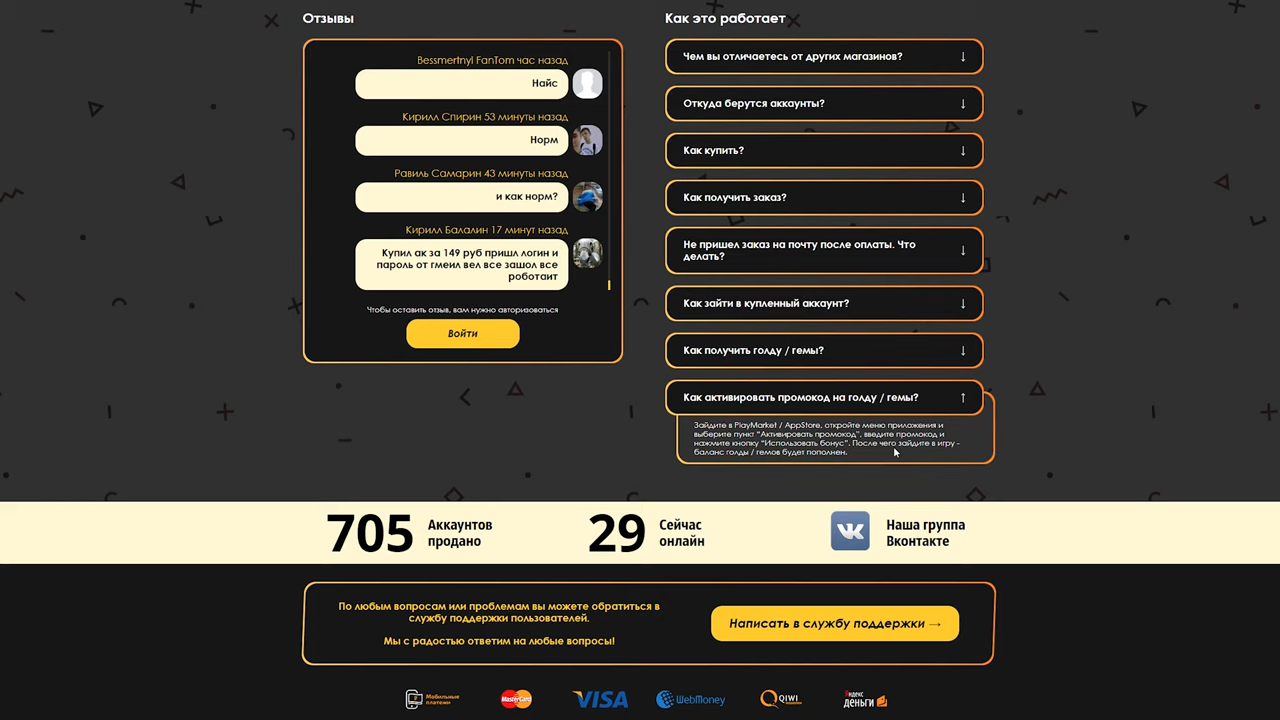 Отзывы
Bessmertnyl FanTom час назад
Найс
Кирилл Спирин 53 минуты назад
Норм
Равиль Самарин 43 минуты назад
и как норм?
Кирилл Балалин 17 минут назад
Купил ак за 149 руб пришл логин и
пароль от гмеил вел все зашол все
роботаит
Чтобы оставить отзыв, вам нужно авторизоваться
Войти
Как это работает
Чем вы отличаетесь от других магазинов? ↓
Откуда берутся аккаунты? ↓
Как купить? ↓
Как получить заказ? ↓
Не пришел заказ на почту после оплаты. Что
делать? ↓
Как зайти в купленный аккаунт? ↓
Как получить голду / гемы? ↓
Как активировать промокод на голду / гемы? ↑
Зайдите в PlayMarket / AppStore, откройте меню приложения и
выберите пункт “Активировать промокод”, введите промокод и
нажмите кнопку “Использовать бонус”. После чего зайдите в игру -
баланс голды / гемов будет пополнен.
705 Аккаунтов
продано
29 Сейчас
онлайн
Наша группа
Вконтакте
По любым вопросам или проблемам вы можете обратиться в
службу поддержки пользователей.
Мы с радостью ответим на любые вопросы!
Написать в службу поддержки →
Мобильные
платежи
MasterCard
VISA
WebMoney
QIWI
Яндекс
деньги